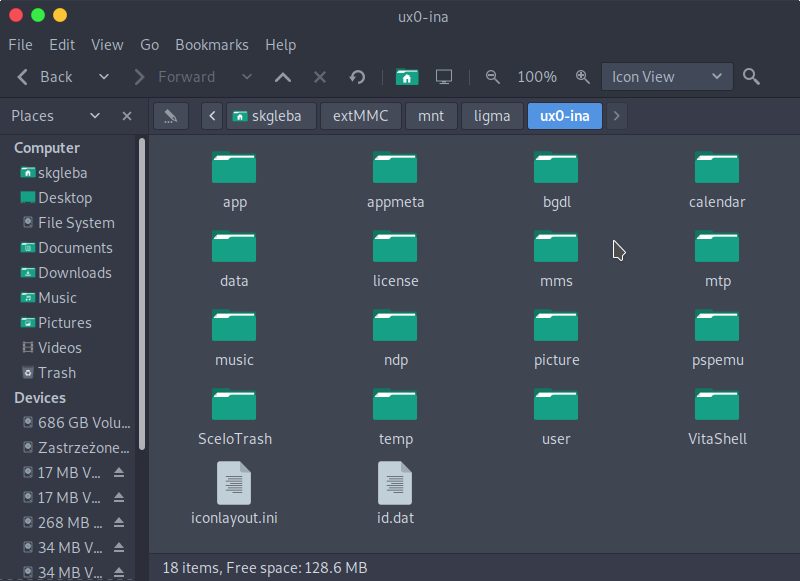 ux0-ina
File Edit View Go Bookmarks Help
Back Forward 100% Icon View
Places skgleba extMMC mnt ligma ux0-ina
Computer
skgleba
Desktop
File System
Documents
Downloads
Music
Pictures
Videos
Trash
Devices
686 GB Volu...
Zastrzeżone...
17 MB V...
17 MB V...
268 MB ...
34 MB V...
34 MB V...
app appmeta bgdl calendar
data license mms mtp
music ndp picture pspemu
SceIoTrash temp user VitaShell
iconlayout.ini id.dat
18 items, Free space: 128.6 MB